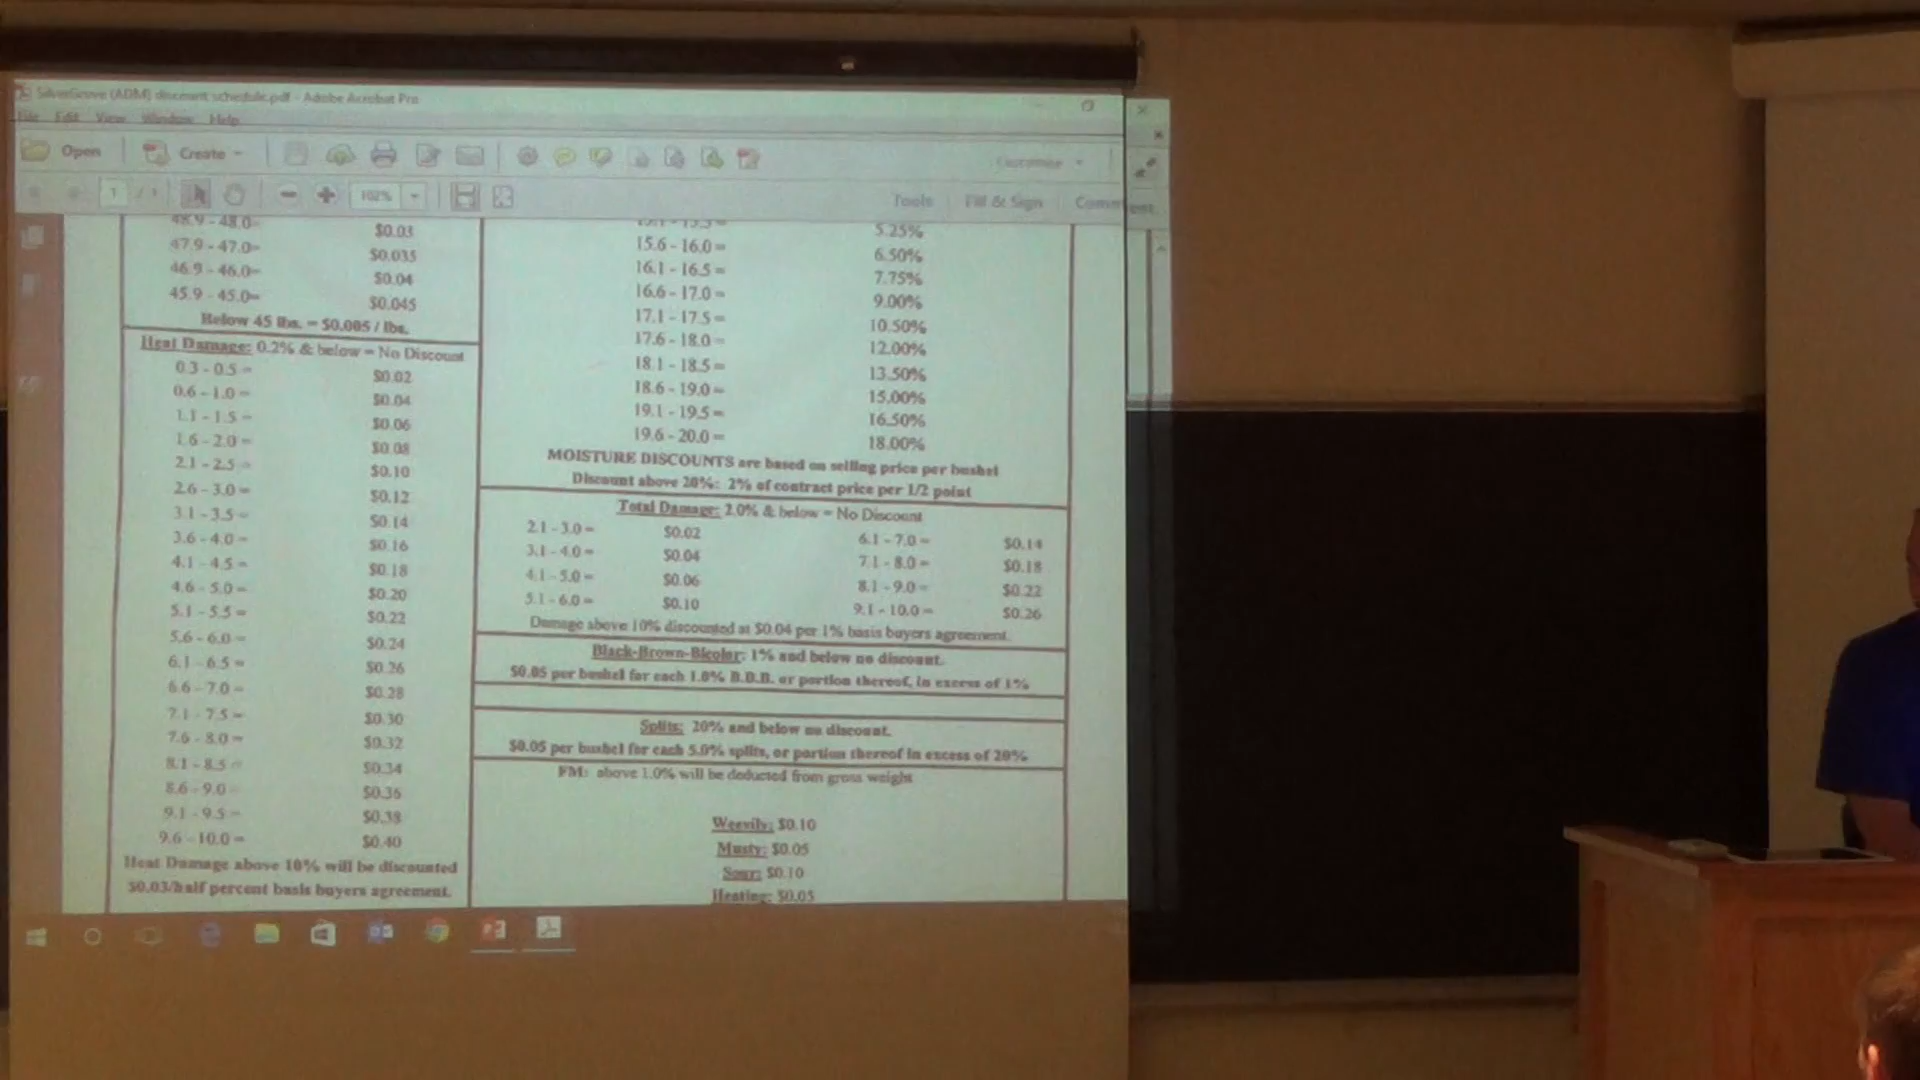 SilverGrove (ADM) discount schedule.pdf - Adobe Acrobat Pro
File Edit View Window Help
Open Create Customize
1 / 1 102% Tools Fill & Sign Comment
48.9 - 48.0= $0.03
47.9 - 47.0= $0.035
46.9 - 46.0= $0.04
45.9 - 45.0= $0.045
Below 45 lbs. = $0.005 / lbs.
Heat Damage: 0.2% & below = No Discount
0.3 - 0.5 = $0.02
0.6 - 1.0 = $0.04
1.1 - 1.5 = $0.06
1.6 - 2.0 = $0.08
2.1 - 2.5 = $0.10
2.6 - 3.0 = $0.12
3.1 - 3.5 = $0.14
3.6 - 4.0 = $0.16
4.1 - 4.5 = $0.18
4.6 - 5.0 = $0.20
5.1 - 5.5 = $0.22
5.6 - 6.0 = $0.24
6.1 - 6.5 = $0.26
6.6 - 7.0 = $0.28
7.1 - 7.5 = $0.30
7.6 - 8.0 = $0.32
8.1 - 8.5 = $0.34
8.6 - 9.0 $0.36
9.1 - 9.5 = $0.38
9.6 - 10.0 = $0.40
Heat Damage above 10% will be discounted
$0.03/half percent basis buyers agreement.
5.25%
15.6 - 16.0 = 6.50%
16.1 - 16.5 = 7.75%
16.6 - 17.0 = 9.00%
17.1 - 17.5 = 10.50%
17.6 - 18.0 = 12.00%
18.1 - 18.5 = 13.50%
18.6 - 19.0 = 15.00%
19.1 - 19.5 = 16.50%
19.6 - 20.0 = 18.00%
MOISTURE DISCOUNTS are based on selling price per bushel
Discount above 20%: 2% of contract price per 1/2 point
Total Damage: 2.0% & below = No Discount
2.1 - 3.0 = $0.02 6.1 - 7.0 = $0.14
3.1 - 4.0 = $0.04 7.1 - 8.0 = $0.18
4.1 - 5.0 = $0.06 8.1 - 9.0 = $0.22
5.1 - 6.0 = $0.10 9.1 - 10.0 = $0.26
Damage above 10% discounted at $0.04 per 1% basis buyers agreement.
Black-Brown-Bicolor: 1% and below no discount.
$0.05 per bushel for each 1.0% B.B.B. or portion thereof, in excess of 1%
Splits: 20% and below no discount.
$0.05 per bushel for each 5.0% splits, or portion thereof in excess of 20%
FM: above 1.0% will be deducted from gross weight
Weevily: $0.10
Musty: $0.05
Sour: $0.10
Heating: $0.05